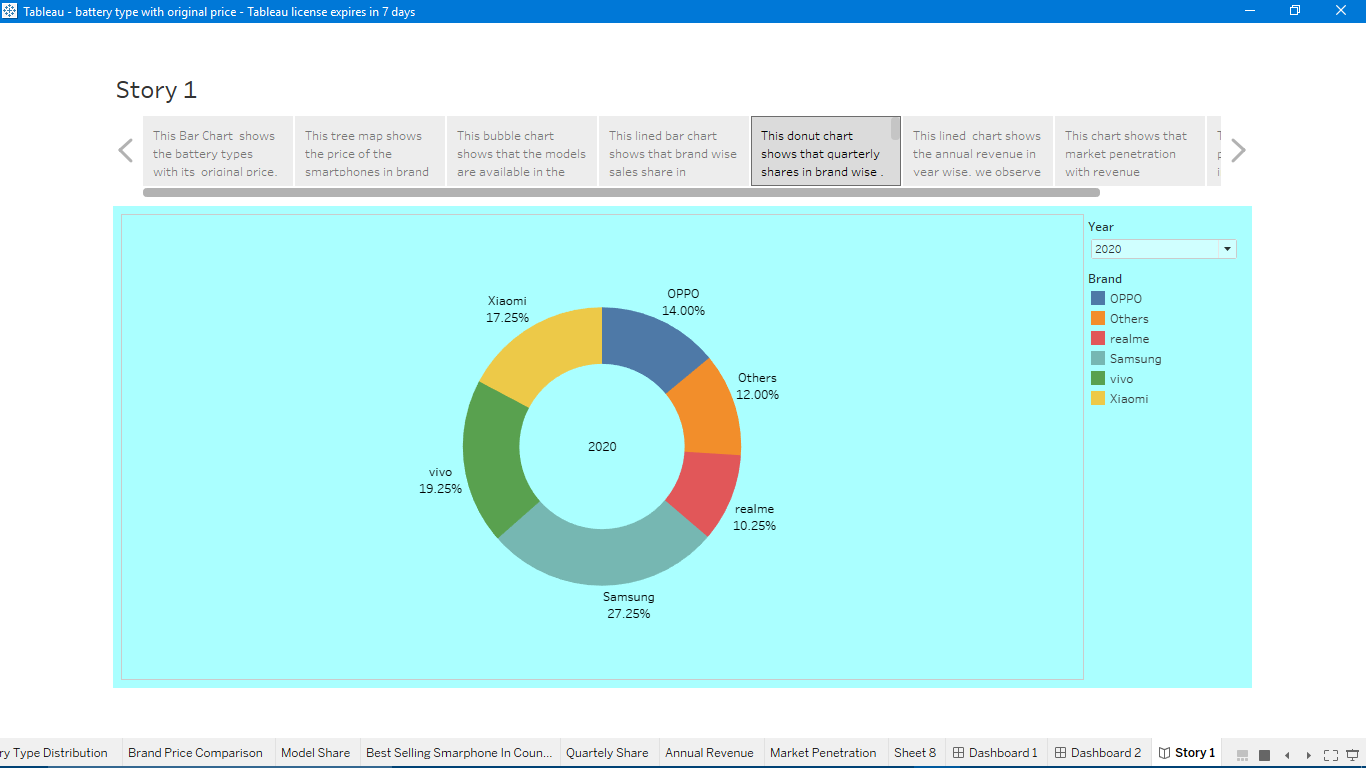 Tableau - battery type with original price - Tableau license expires in 7 days
Story 1
This Bar Chart shows
the battery types
with its original price.
This tree map shows
the price of the
smartphones in brand
This bubble chart
shows that the models
are available in the
This lined bar chart
shows that brand wise
sales share in
This donut chart
shows that quarterly
shares in brand wise .
This lined chart shows
the annual revenue in
year wise. we observe
This chart shows that
market penetration
with revenue
Year
2020
Brand
OPPO
Others
realme
Samsung
vivo
Xiaomi
Xiaomi
17.25%
OPPO
14.00%
Others
12.00%
2020
vivo
19.25%
realme
10.25%
Samsung
27.25%
ry Type Distribution
Brand Price Comparison
Model Share
Best Selling Smarphone In Coun...
Quartely Share
Annual Revenue
Market Penetration
Sheet 8
Dashboard 1
Dashboard 2
Story 1